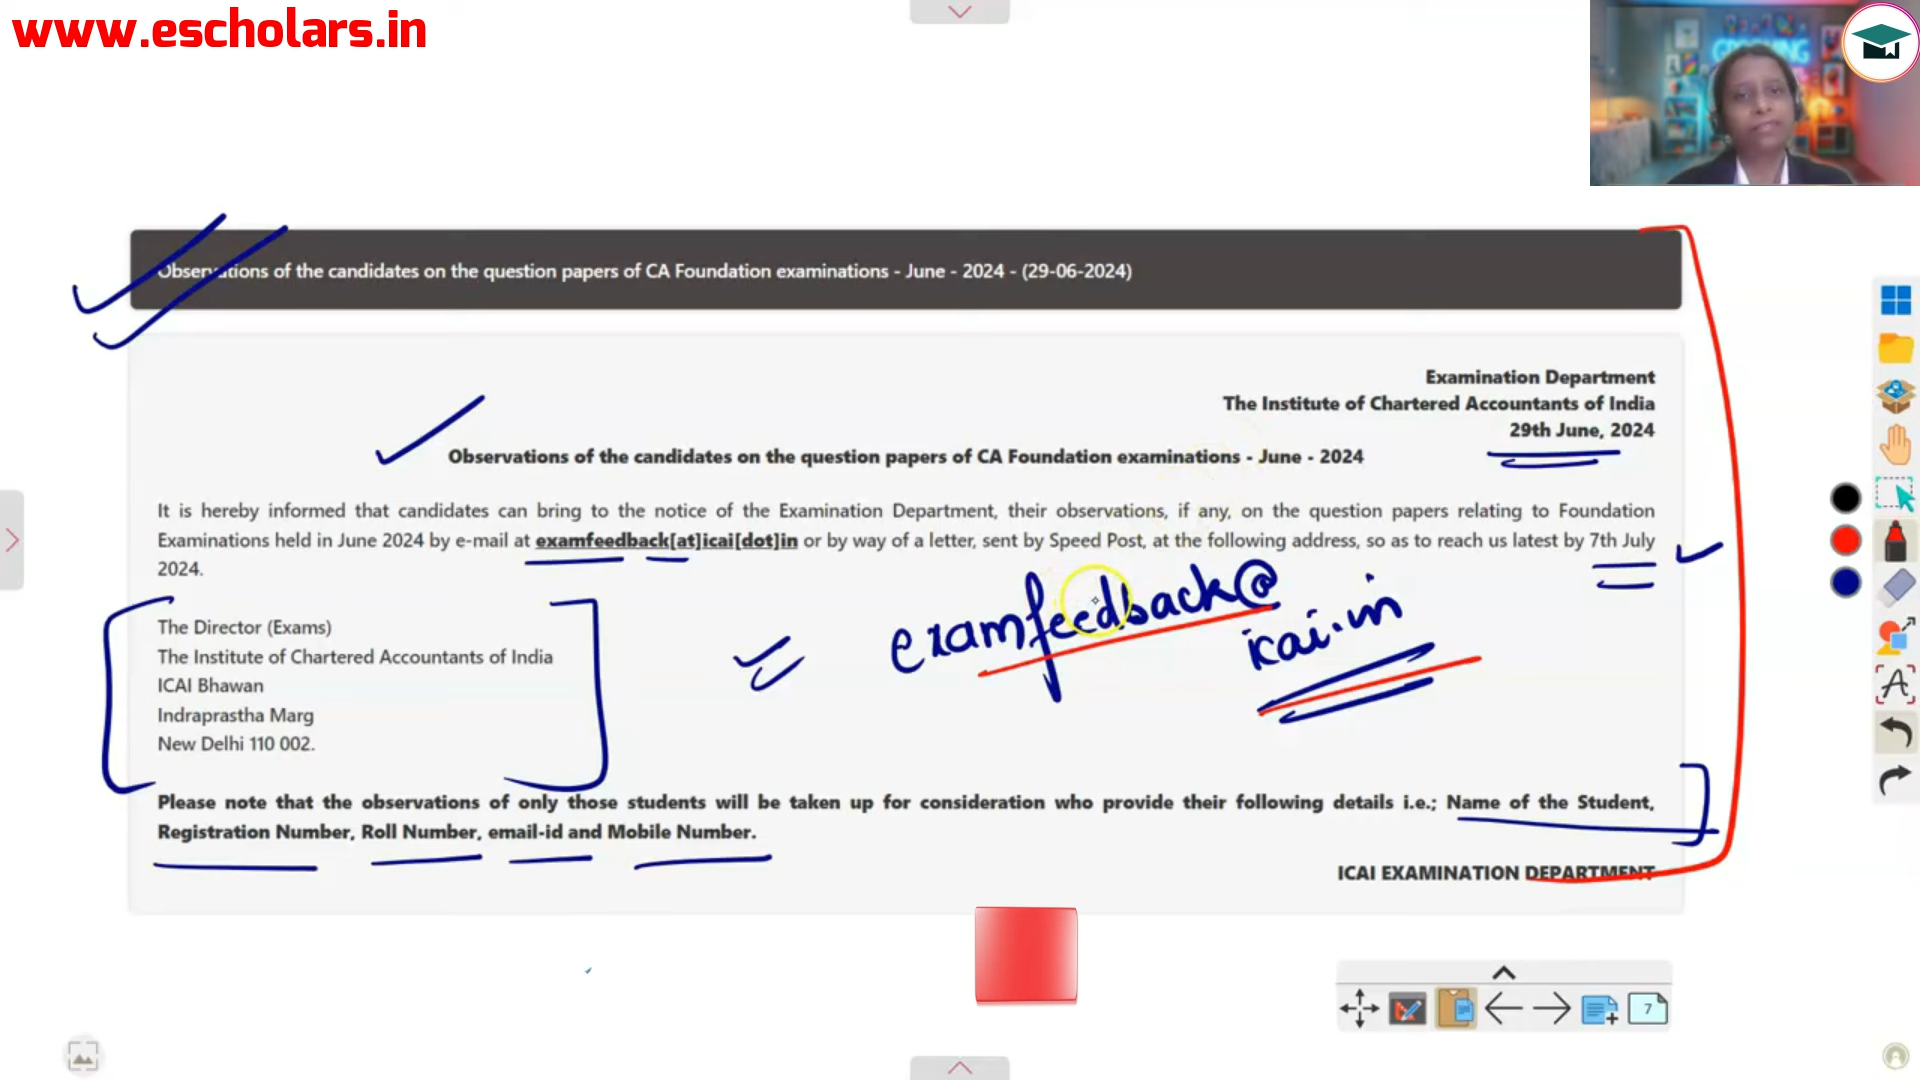 www.escholars.in
Observations of the candidates on the question papers of CA Foundation examinations - June - 2024 - (29-06-2024)
Examination Department
The Institute of Chartered Accountants of India
29th June, 2024
Observations of the candidates on the question papers of CA Foundation examinations - June - 2024
It is hereby informed that candidates can bring to the notice of the Examination Department, their observations, if any, on the question papers relating to Foundation
Examinations held in June 2024 by e-mail at examfeedback[at]icai[dot]in or by way of a letter, sent by Speed Post, at the following address, so as to reach us latest by 7th July
2024.
examfeedback@
icai.in
The Director (Exams)
The Institute of Chartered Accountants of India
ICAI Bhawan
Indraprastha Marg
New Delhi 110 002.
Please note that the observations of only those students will be taken up for consideration who provide their following details i.e.; Name of the Student,
Registration Number, Roll Number, email-id and Mobile Number.
ICAI EXAMINATION DEPARTMENT
7